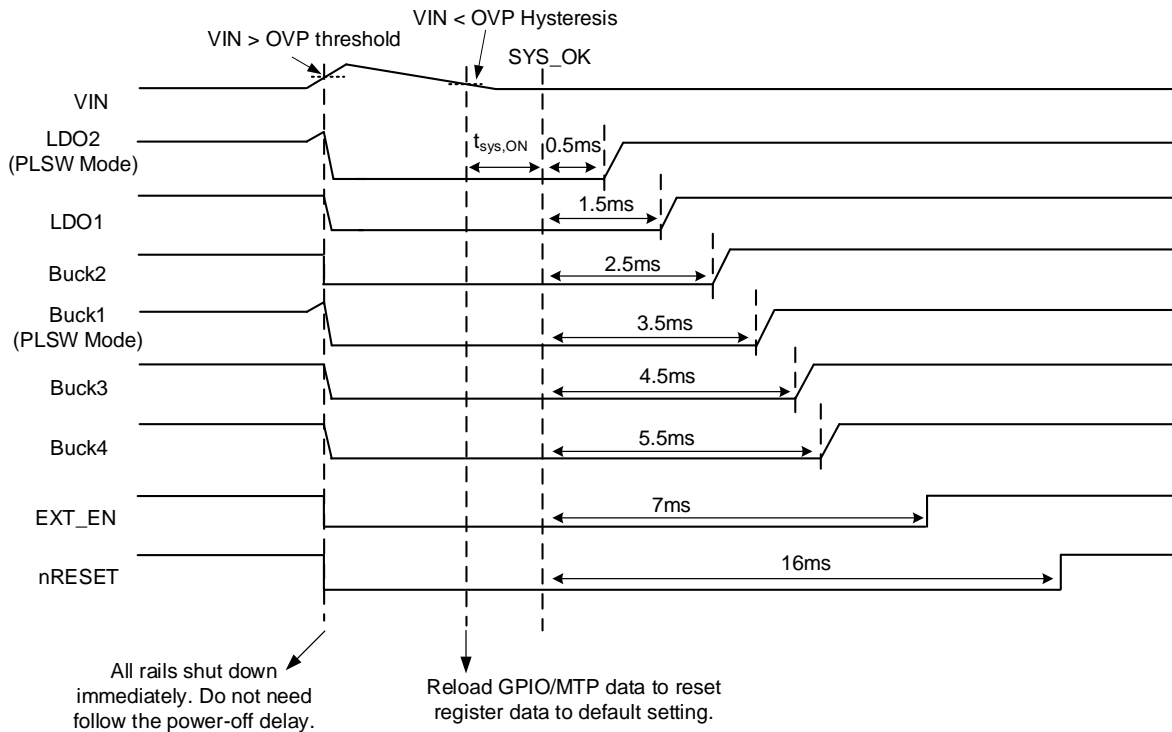 VIN < OVP Hysteresis
VIN > OVP threshold
SYS_OK
VIN
LDO2
(PLSW Mode)
tsys,ON
0.5ms
LDO1
1.5ms
Buck2
2.5ms
Buck1
(PLSW Mode)
3.5ms
Buck3
4.5ms
Buck4
5.5ms
EXT_EN
7ms
nRESET
16ms
All rails shut down
immediately. Do not need
follow the power-off delay.
Reload GPIO/MTP data to reset
register data to default setting.